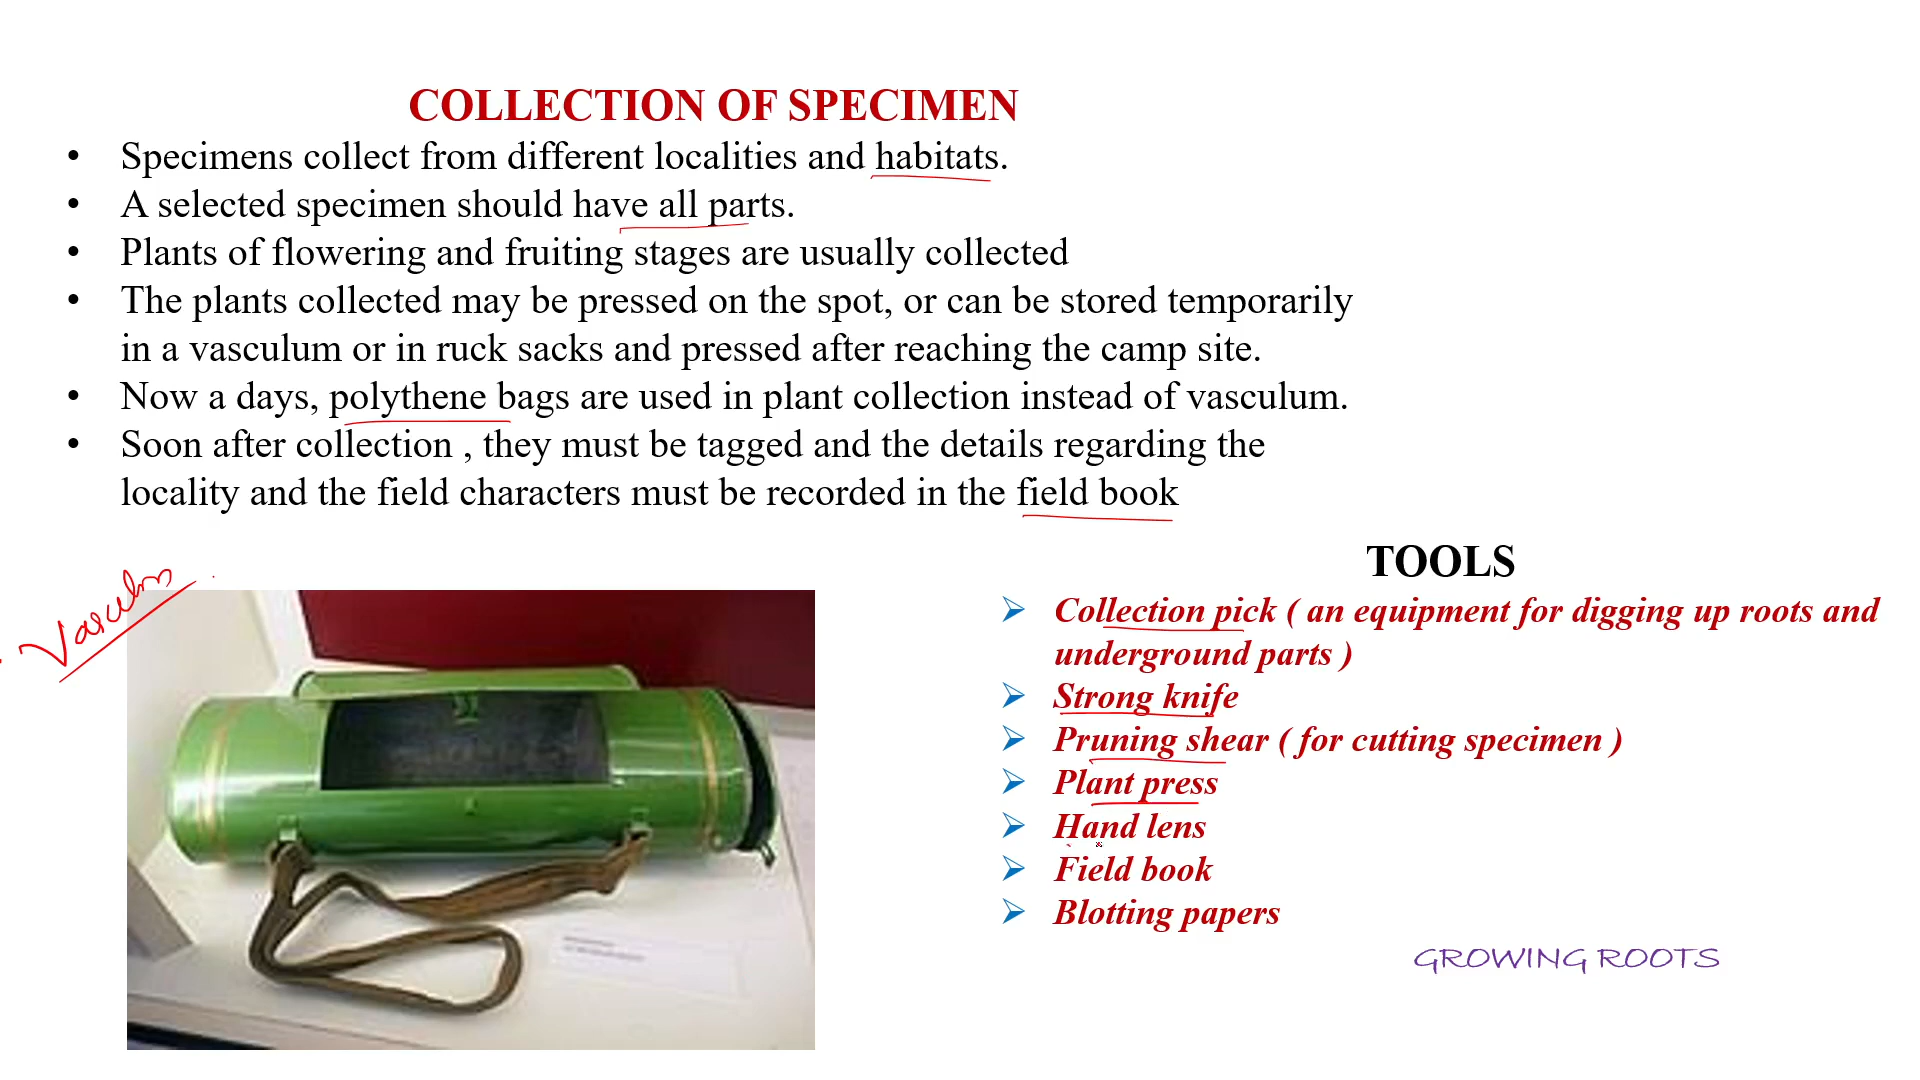 COLLECTION OF SPECIMEN
• Specimens collect from different localities and habitats.
• A selected specimen should have all parts.
• Plants of flowering and fruiting stages are usually collected
• The plants collected may be pressed on the spot, or can be stored temporarily
in a vasculum or in ruck sacks and pressed after reaching the camp site.
• Now a days, polythene bags are used in plant collection instead of vasculum.
• Soon after collection , they must be tagged and the details regarding the
locality and the field characters must be recorded in the field book
TOOLS
➢ Collection pick ( an equipment for digging up roots and
underground parts )
➢ Strong knife
➢ Pruning shear ( for cutting specimen )
➢ Plant press
➢ Hand lens
➢ Field book
➢ Blotting papers
GROWING ROOTS